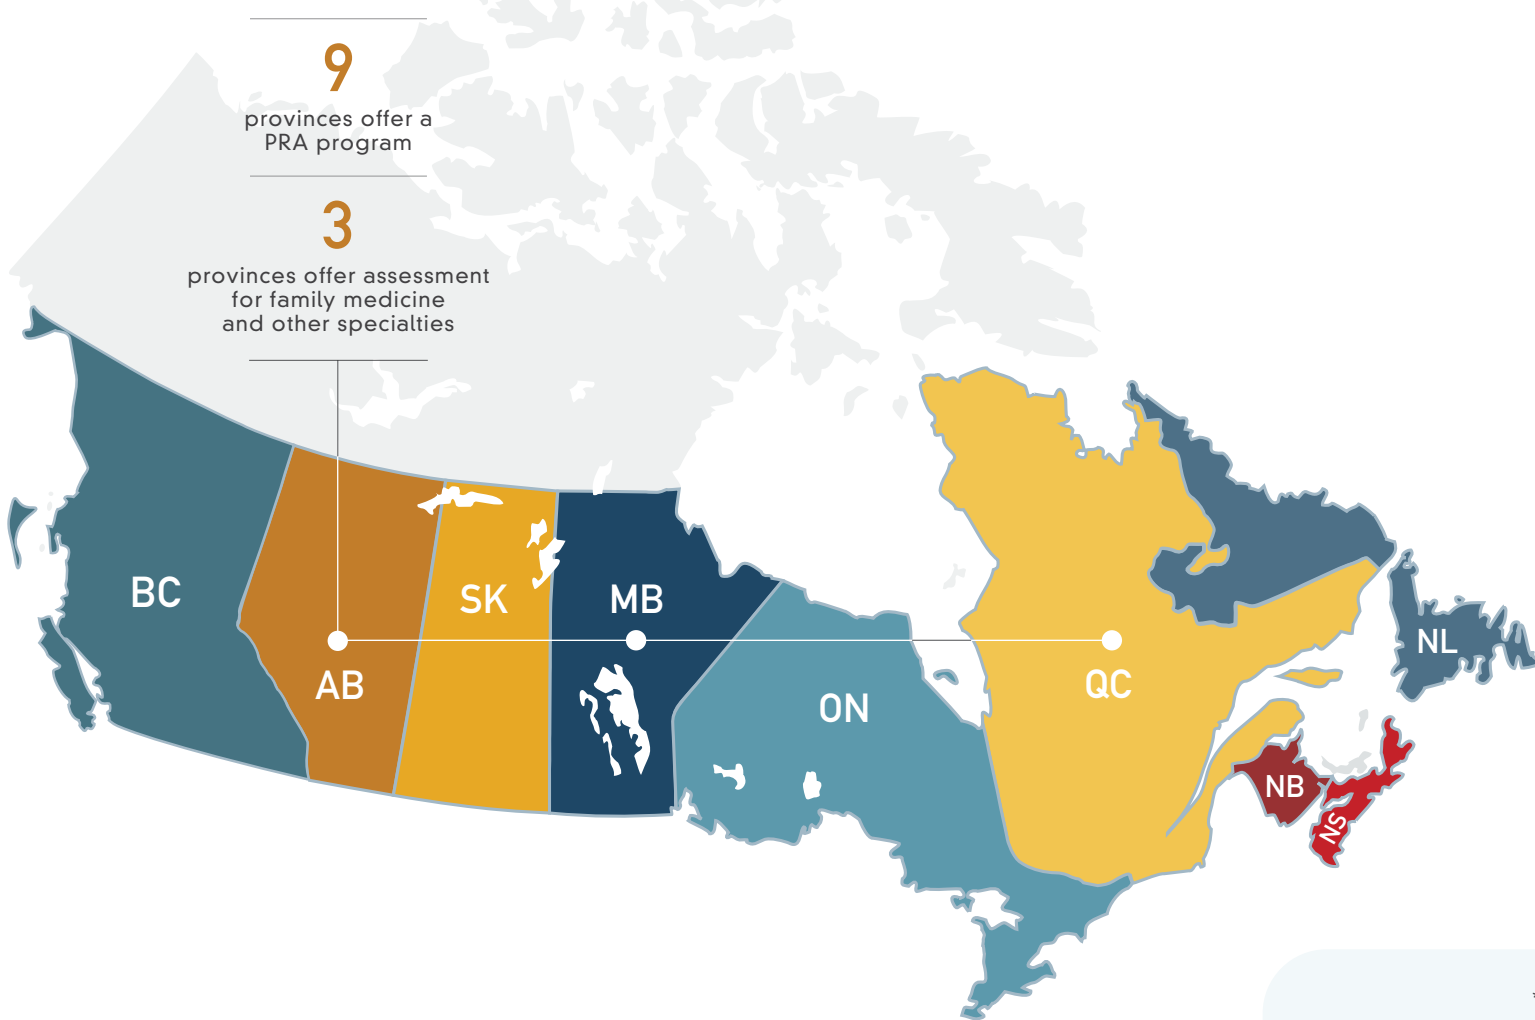 9
provinces offer a
PRA program
3
provinces offer assessment
for family medicine
and other specialties
BC
AB
SK
MB
ON
QC
NL
NB
NS
*